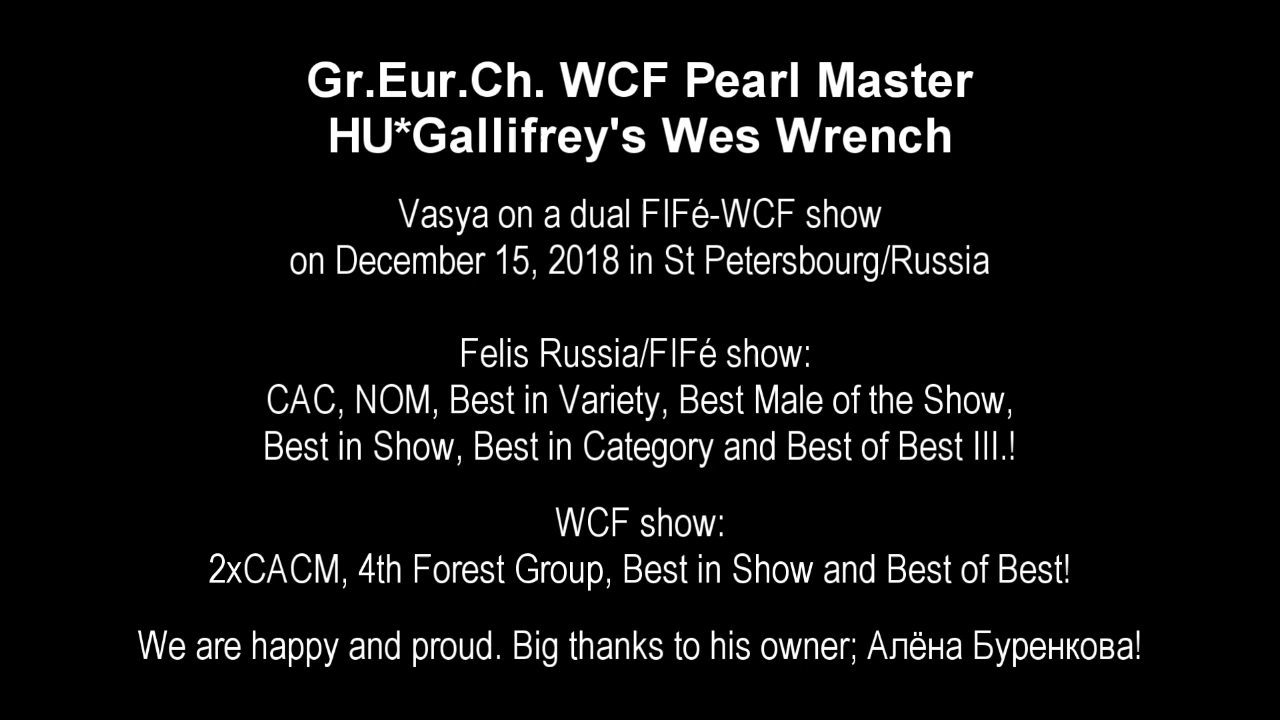 Gr.Eur.Ch. WCF Pearl Master
HU*Gallifrey's Wes Wrench
Vasya on a dual FIFé-WCF show
on December 15, 2018 in St Petersbourg/Russia
Felis Russia/FIFé show:
CAC, NOM, Best in Variety, Best Male of the Show,
Best in Show, Best in Category and Best of Best III.!
WCF show:
2xCACM, 4th Forest Group, Best in Show and Best of Best!
We are happy and proud. Big thanks to his owner; Алёна Буренкова!